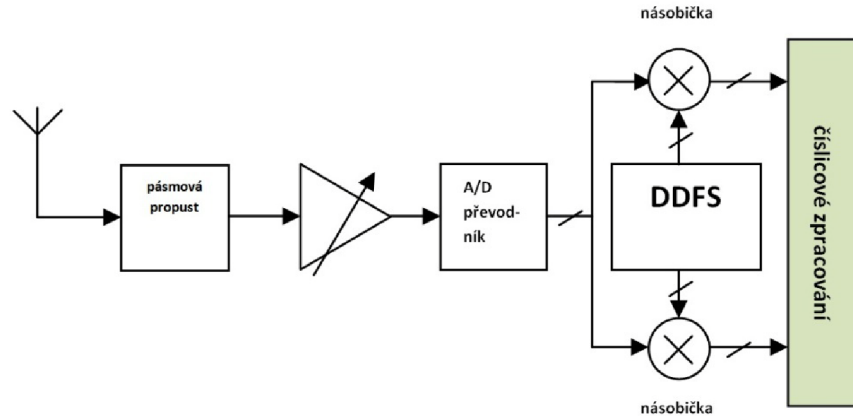 násobička
pásmová
propust
A/D
převod-
ník
DDFS
číslicové zpracování
násobička